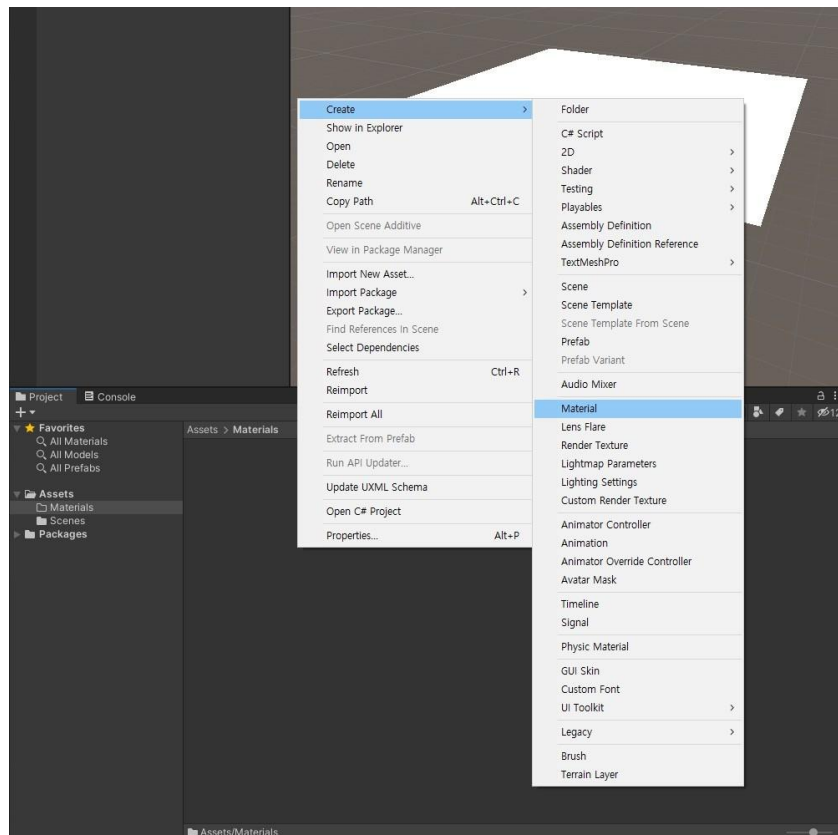 Create
Show in Explorer
Open
Delete
Rename
Copy Path Alt+Ctrl+C
Open Scene Additive
View in Package Manager
Import New Asset...
Import Package
Export Package...
Find References In Scene
Select Dependencies
Refresh Ctrl+R
Reimport
Reimport All
Extract From Prefab
Run API Updater...
Update UXML Schema
Open C# Project
Properties... Alt+P
Folder
C# Script
2D
Shader
Testing
Playables
Assembly Definition
Assembly Definition Reference
TextMeshPro
Scene
Scene Template
Scene Template From Scene
Prefab
Prefab Variant
Audio Mixer
Material
Lens Flare
Render Texture
Lightmap Parameters
Lighting Settings
Custom Render Texture
Animator Controller
Animation
Animator Override Controller
Avatar Mask
Timeline
Signal
Physic Material
GUI Skin
Custom Font
UI Toolkit
Legacy
Brush
Terrain Layer
Project Console
Favorites
All Materials
All Models
All Prefabs
Assets
Materials
Scenes
Packages
Assets > Materials
Assets/Materials